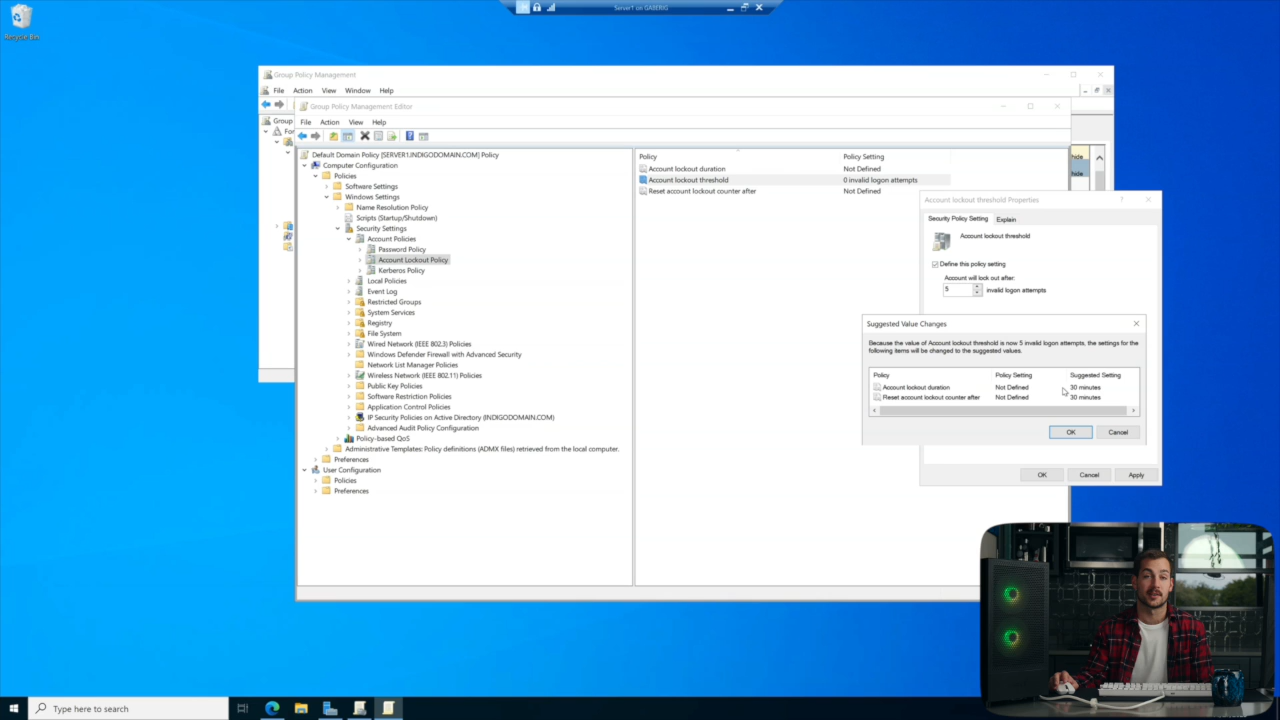 Server1 on GABERIG
Recycle Bin
Group Policy Management
File Action View Window Help
Group Policy Management Editor
Group
File Action View Help
For
Default Domain Policy [SERVER1.INDIGODOMAIN.COM] Policy
Computer Configuration
Policies
Software Settings
Windows Settings
Name Resolution Policy
Scripts (Startup/Shutdown)
Security Settings
Account Policies
Password Policy
Account Lockout Policy
Kerberos Policy
Local Policies
Event Log
Restricted Groups
System Services
Registry
File System
Wired Network (IEEE 802.3) Policies
Windows Defender Firewall with Advanced Security
Network List Manager Policies
Wireless Network (IEEE 802.11) Policies
Public Key Policies
Software Restriction Policies
Application Control Policies
IP Security Policies on Active Directory (INDIGODOMAIN.COM)
Advanced Audit Policy Configuration
Policy-based QoS
Administrative Templates: Policy definitions (ADMX files) retrieved from the local computer.
Preferences
User Configuration
Policies
Preferences
Policy Policy Setting
Account lockout duration Not Defined
Account lockout threshold 0 invalid logon attempts
Reset account lockout counter after Not Defined
hide
hide
Account lockout threshold Properties
Security Policy Setting Explain
Account lockout threshold
Define this policy setting
Account will lock out after:
5 invalid logon attempts
Suggested Value Changes
Because the value of Account lockout threshold is now 5 invalid logon attempts, the settings for the
following items will be changed to the suggested values.
Policy Policy Setting Suggested Setting
Account lockout duration Not Defined 30 minutes
Reset account lockout counter after Not Defined 30 minutes
OK Cancel
OK Cancel Apply
Type here to search